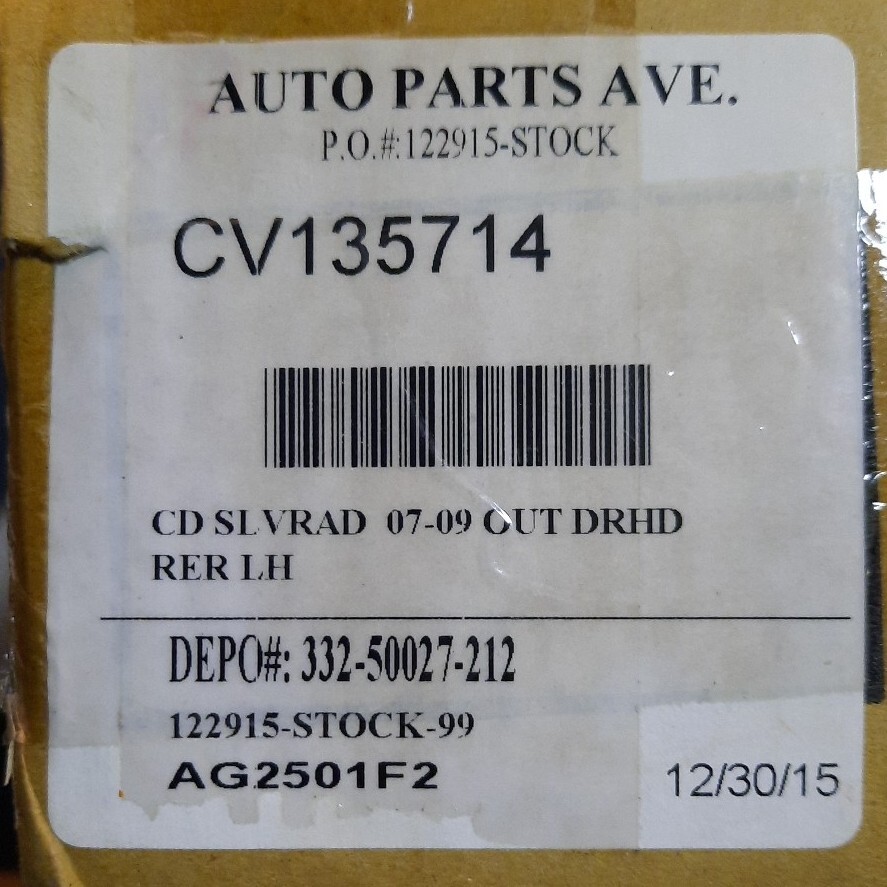 AUTO PARTS AVE.
P.O.#:122915-STOCK
CV135714
CD SLVRAD 07-09 OUT DRHD
RER LH
DEPO#: 332-50027-212
122915-STOCK-99
AG2501F2
12/30/15